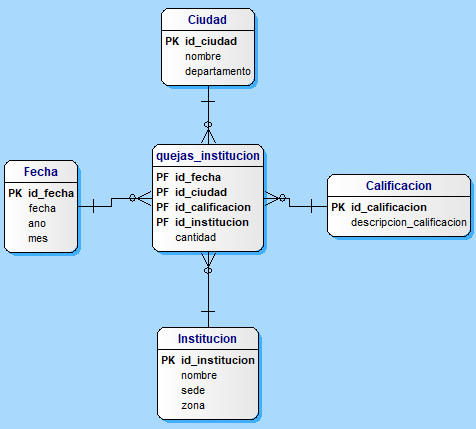 Ciudad
PK id_ciudad
nombre
departamento
quejas_institucion
PF id_fecha
PF id_ciudad
PF id_calificacion
PF id_institucion
cantidad
Fecha
PK id_fecha
fecha
ano
mes
Calificacion
PK id_calificacion
descripcion_calificacion
Institucion
PK id_institucion
nombre
sede
zona